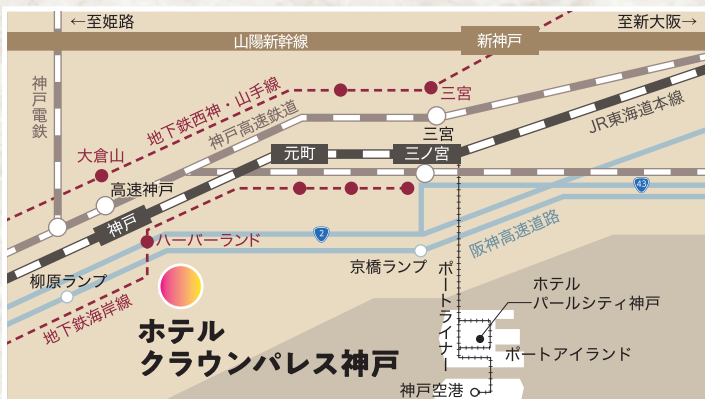 ←至姫路
至新大阪→
山陽新幹線
新神戸
神戸電鉄
地下鉄西神・山手線
三宮
神戸高速鉄道
三宮
JR東海道本線
元町
三ノ宮
大倉山
高速神戸
神戸
43
2
ハーバーランド
阪神高速道路
京橋ランプ
柳原ランプ
ポートライナー
地下鉄海岸線
ホテル
パールシティ神戸
ホテル
クラウンパレス神戸
ポートアイランド
神戸空港